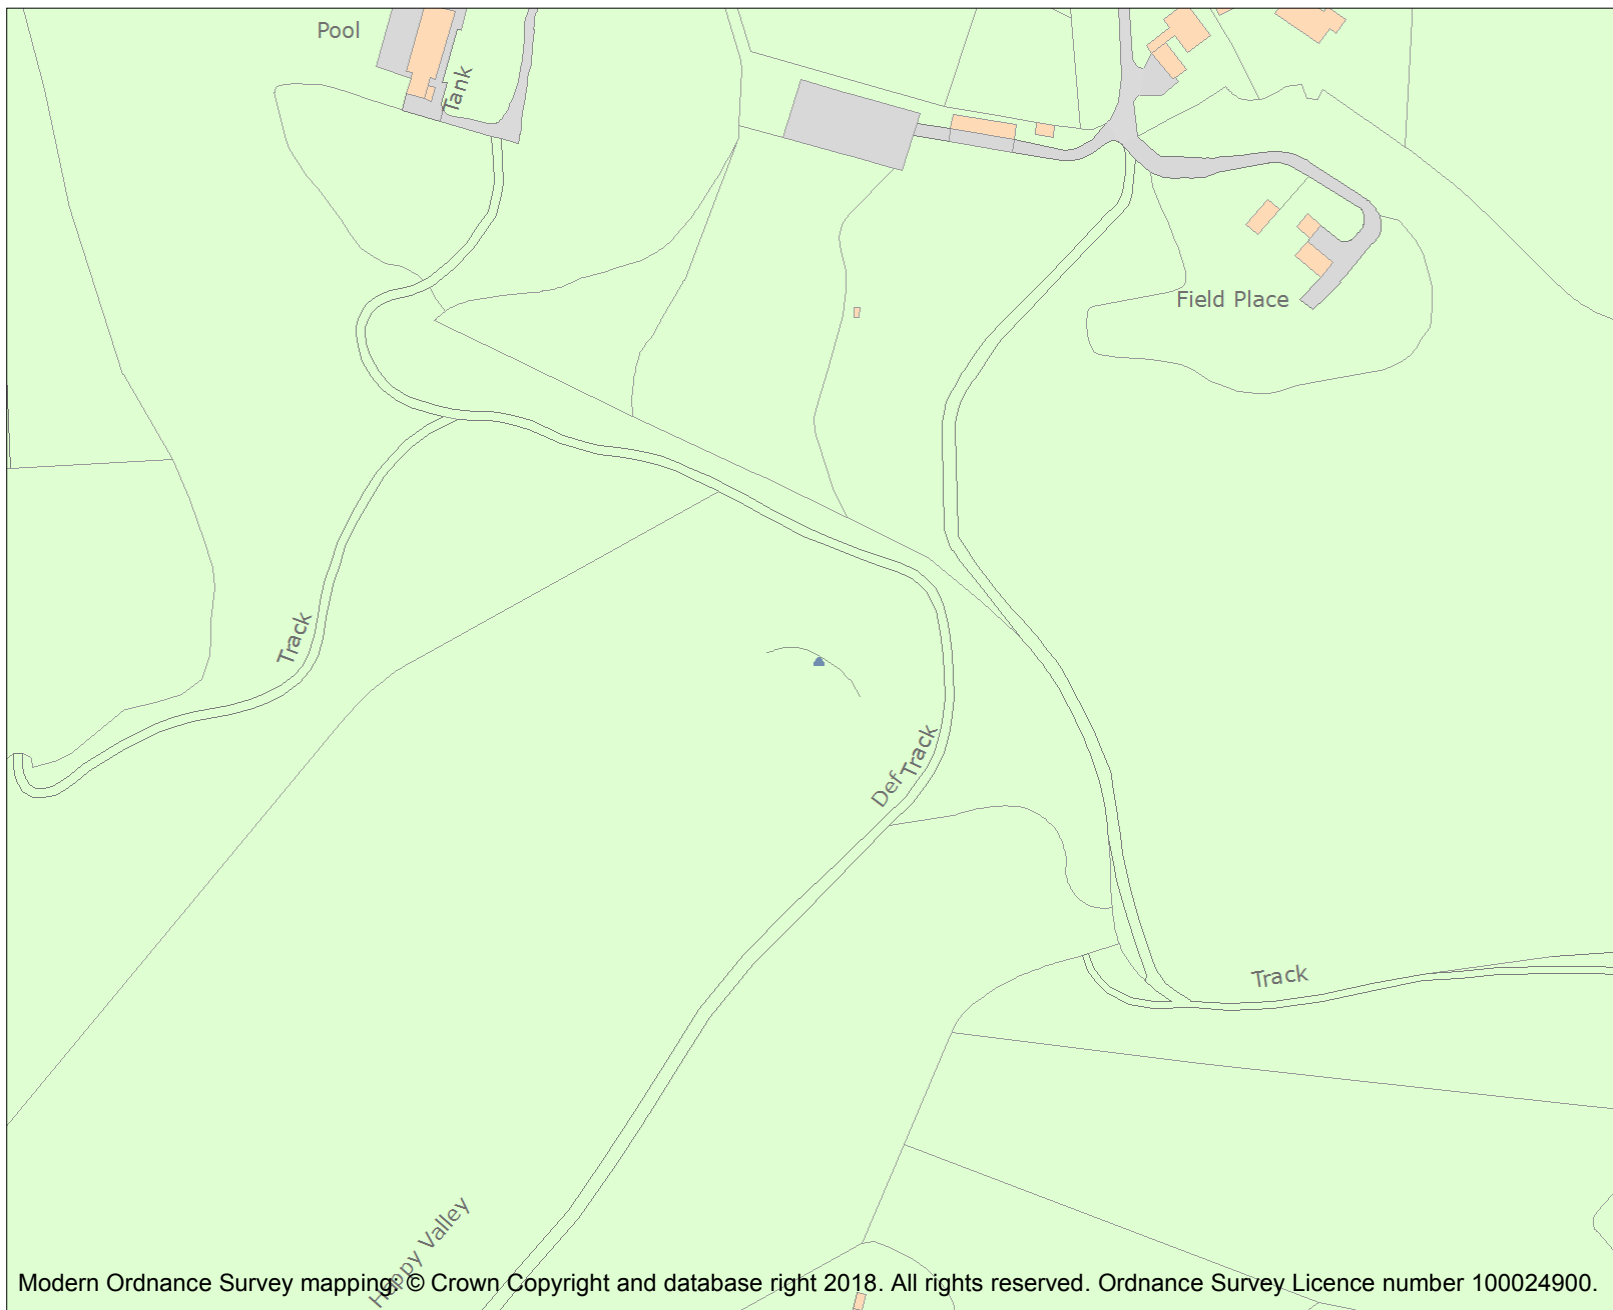 Pool
Tank
Field Place
Track
Def
Track
Track
Happy Valley
Modern Ordnance Survey mapping: © Crown Copyright and database right 2018. All rights reserved. Ordnance Survey Licence number 100024900.